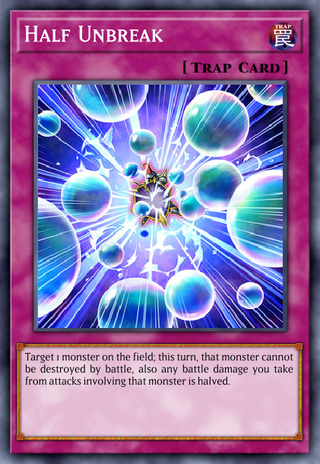 Half Unbreak
TRAP
罠
[Trap Card]
Target 1 monster on the field; this turn, that monster cannot
be destroyed by battle, also any battle damage you take
from attacks involving that monster is halved.